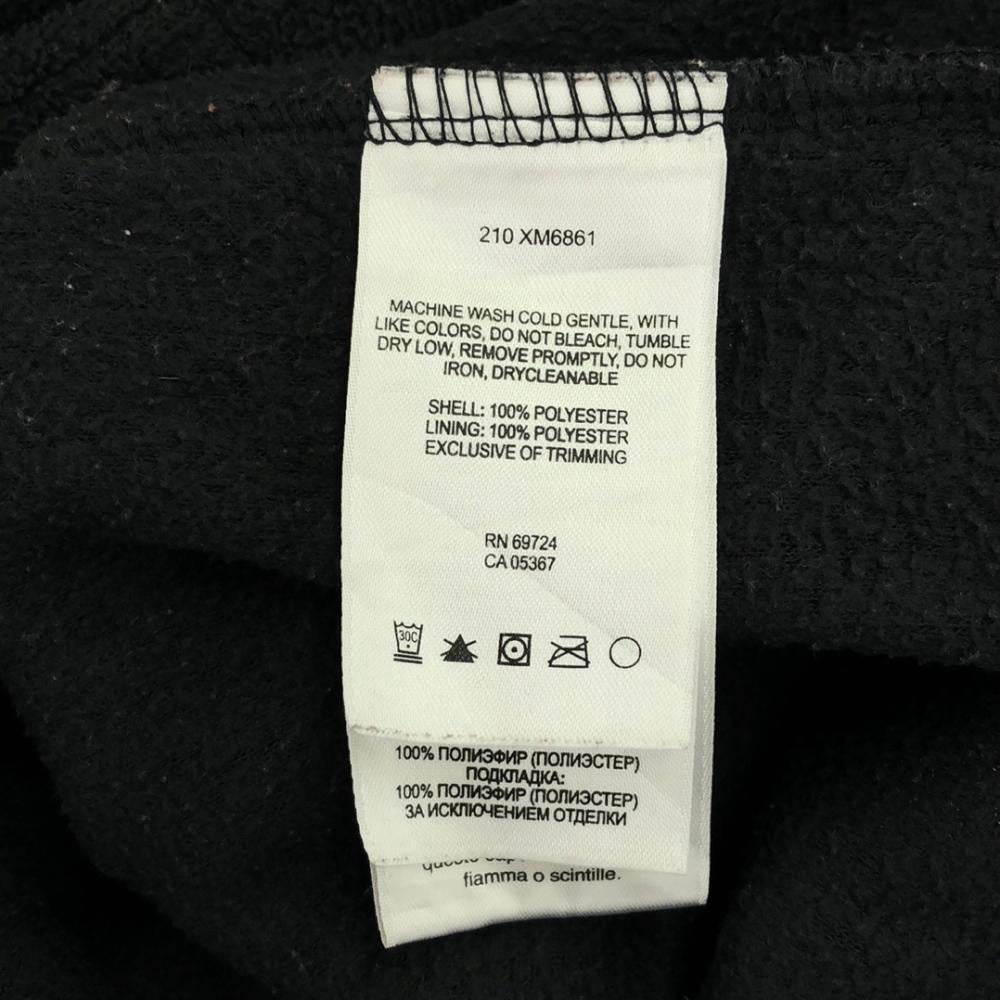 210 XM6861
MACHINE WASH COLD GENTLE, WITH
LIKE COLORS, DO NOT BLEACH, TUMBLE
DRY LOW, REMOVE PROMPTLY, DO NOT
IRON, DRYCLEANABLE
SHELL: 100% POLYESTER
LINING: 100% POLYESTER
EXCLUSIVE OF TRIMMING
RN 69724
CA 05367
30C
100% ПОЛИЭФИР (ПОЛИЭСТЕР)
ПОДКЛАДКА:
100% ПОЛИЭФИР (ПОЛИЭСТЕР)
ЗА ИСКЛЮЧЕНИЕМ ОТДЕЛКИ
fiamma o scintille.